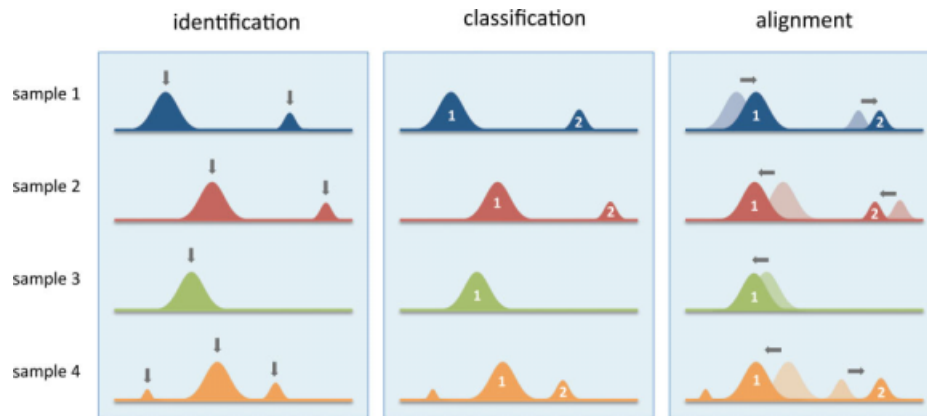 identification classification alignment
sample 1
1 2 1 2
sample 2
1 2 1 2
sample 3
1 1
sample 4
1 2 1 2